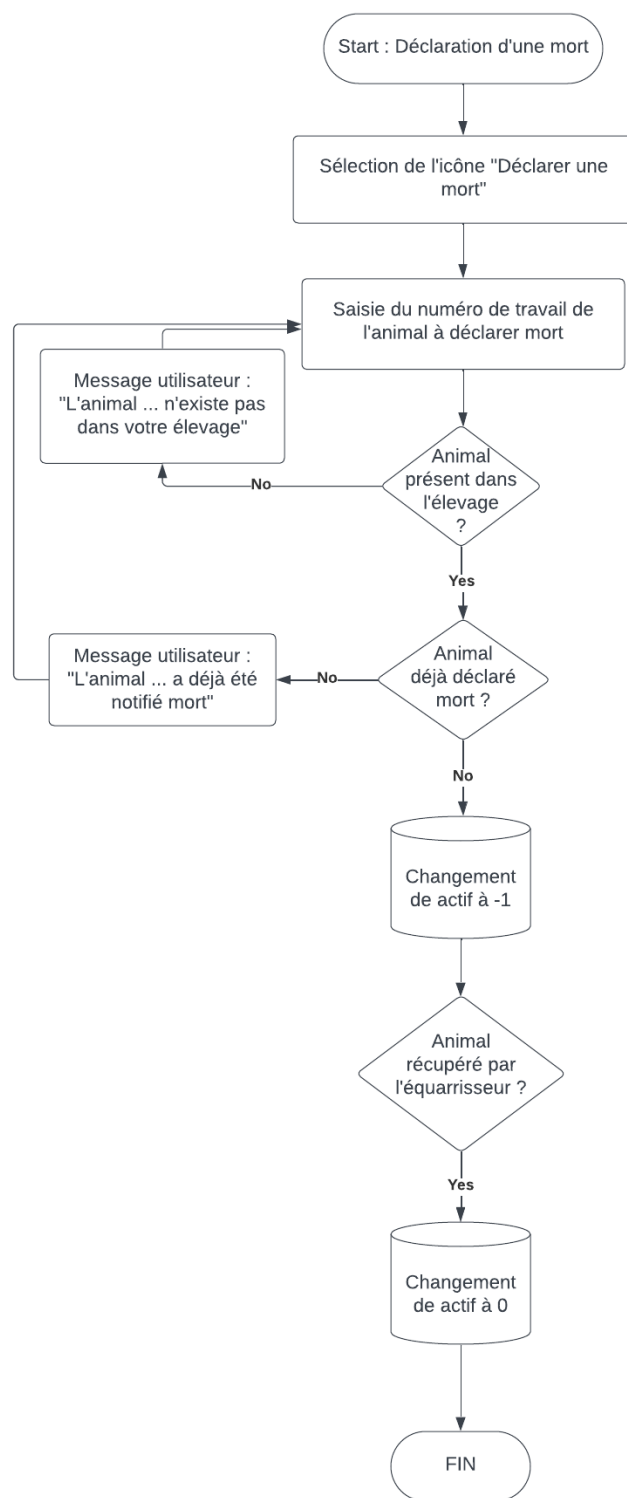 Start : Déclaration d'une mort
Sélection de l'icône "Déclarer une
mort"
Saisie du numéro de travail de
l'animal à déclarer mort
Message utilisateur :
"L'animal ... n'existe pas
dans votre élevage"
Animal
présent dans
l'élevage
?
No
Yes
Message utilisateur :
"L'animal ... a déjà été
notifié mort"
No
Animal
déjà déclaré
mort ?
No
Changement
de actif à -1
Animal
récupéré par
l'équarrisseur ?
Yes
Changement
de actif à 0
FIN